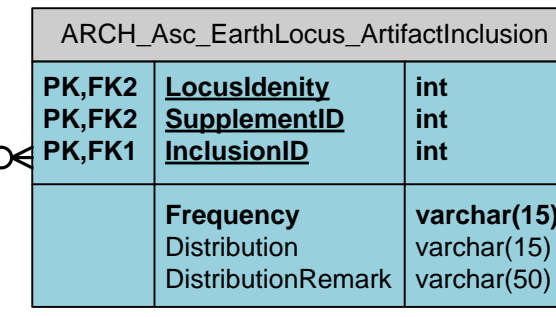 ARCH_Asc_EarthLocus_ArtifactInclusion
PK,FK2 LocusIdenity int
PK,FK2 SupplementID int
PK,FK1 InclusionID int
Frequency varchar(15)
Distribution varchar(15)
DistributionRemark varchar(50)